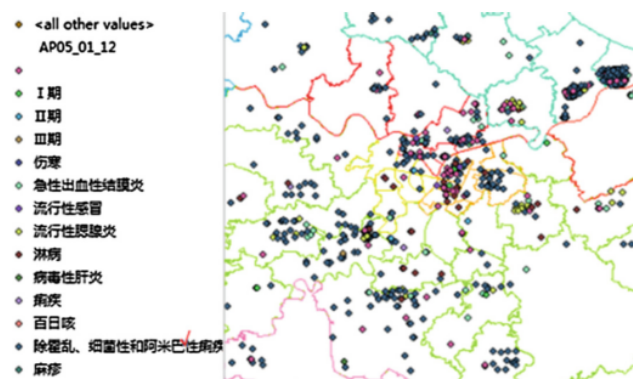 <all other values>
AP05_01_12
Ⅰ期
Ⅱ期
Ⅲ期
伤寒
急性出血性结膜炎
流行性感冒
流行性腮腺炎
淋病
病毒性肝炎
痢疾
百日咳
除霍乱、细菌性和阿米巴性痢疾
麻疹